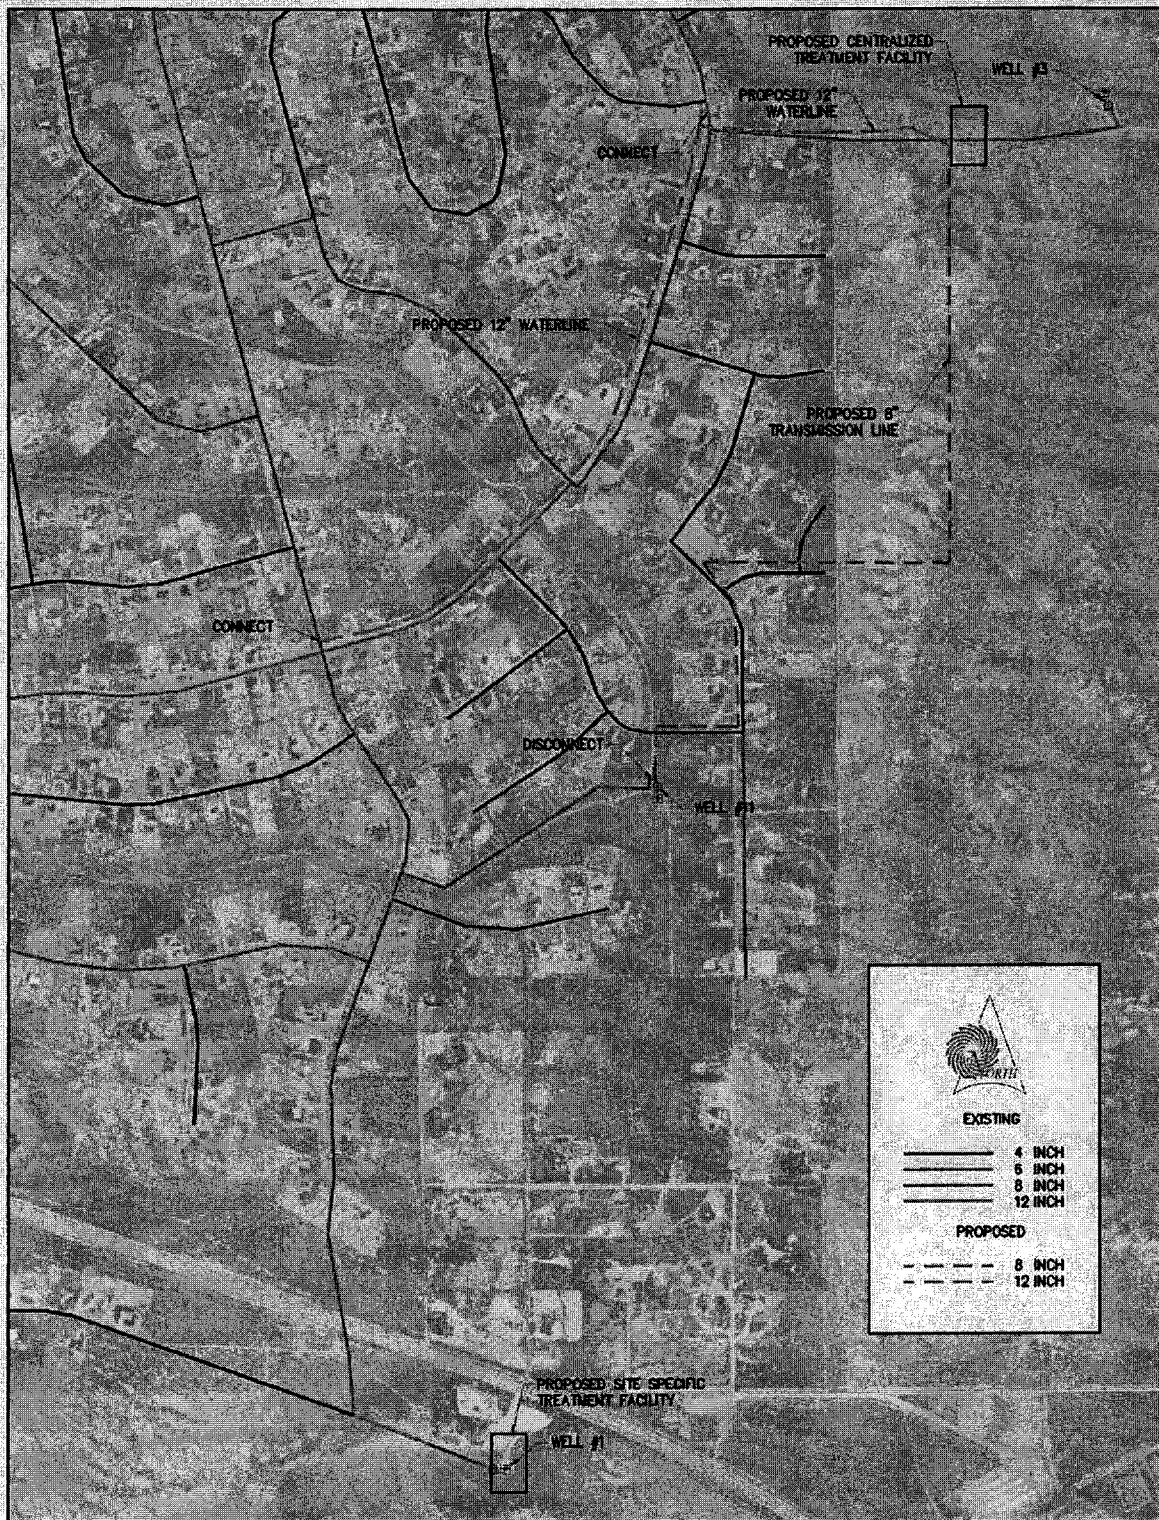 PROPOSED CENTRALIZED
TREATMENT FACILITY
WELL #3
PROPOSED 12"
WATERLINE
CONNECT
PROPOSED 12" WATERLINE
PROPOSED 8"
TRANSMISSION LINE
CONNECT
DISCONNECT
WELL #11
NORTH
EXISTING
4 INCH
6 INCH
8 INCH
12 INCH
PROPOSED
8 INCH
12 INCH
PROPOSED SITE SPECIFIC
TREATMENT FACILITY
WELL #1